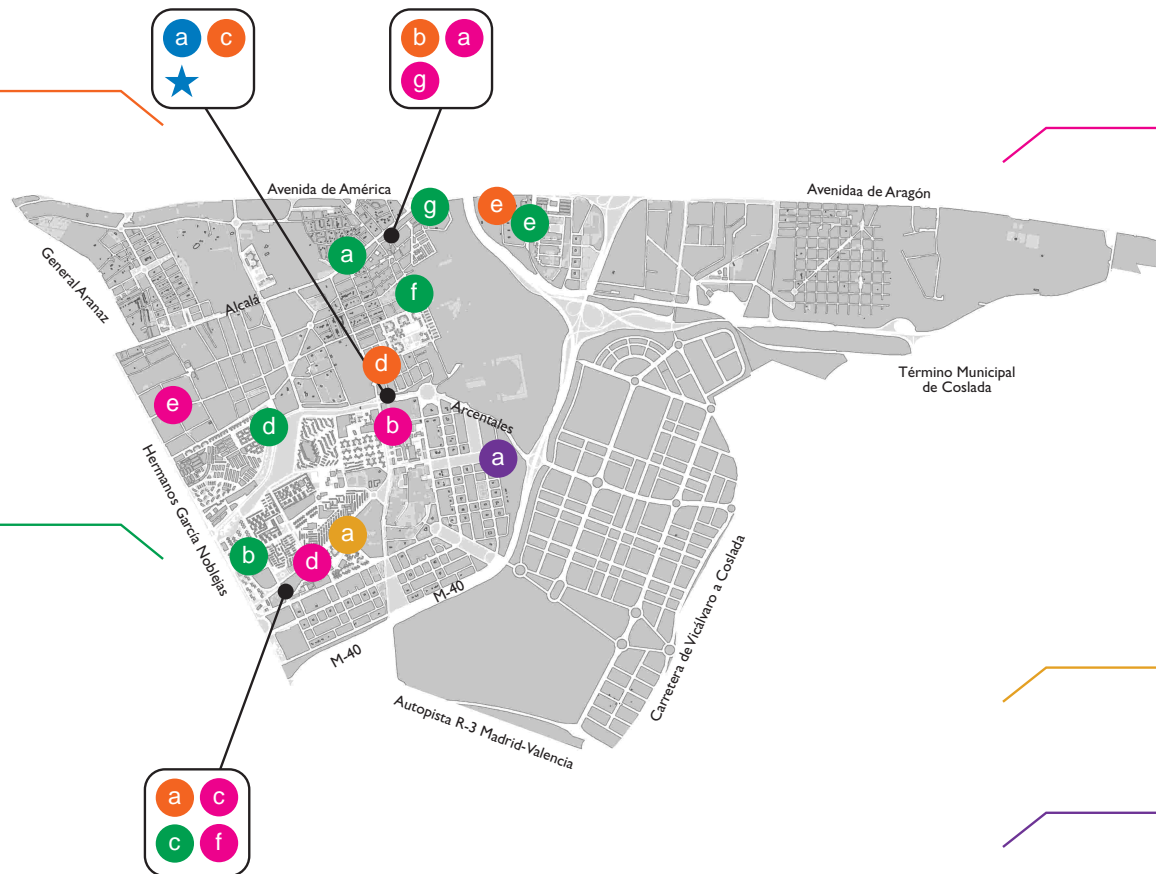 a c
b a
g
Avenida de América
Avenidaa de Aragón
g
e
e
General Aranaz
a
f
Alcalá
d
Término Municipal
de Coslada
e
b
Arcentales
d
a
Hermanos García Noblejas
a
b
d
M-40
M-40
Carretera de Vicálvaro a Coslada
Autopista R-3 Madrid-Valencia
a c
c f